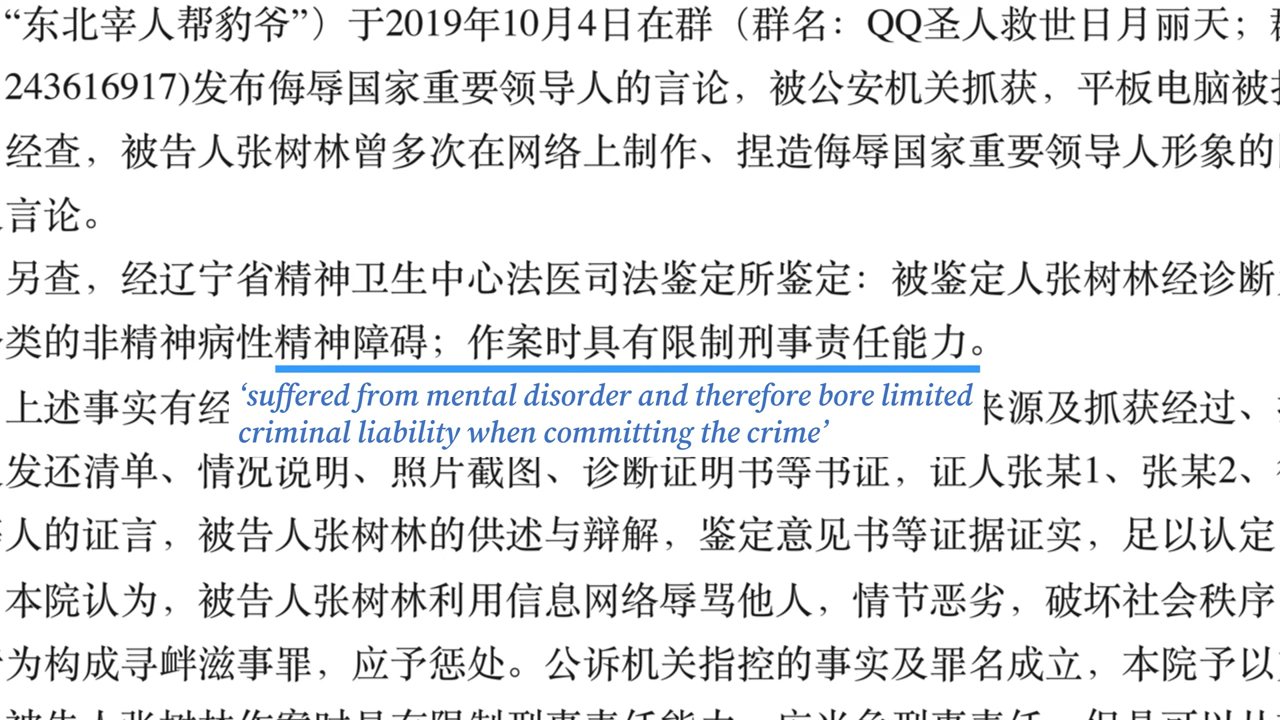 “东北宰人帮豹爷”）于2019年10月4日在群（群名：QQ圣人救世日月丽天；
243616917)发布侮辱国家重要领导人的言论，被公安机关抓获，平板电脑被
经查，被告人张树林曾多次在网络上制作、捏造侮辱国家重要领导人形象的
言论。
另查，经辽宁省精神卫生中心法医司法鉴定所鉴定：被鉴定人张树林经诊断
类的非精神病性精神障碍；作案时具有限制刑事责任能力。
‘suffered from mental disorder and therefore bore limited
criminal liability when committing the crime’
上述事实有经 来源及抓获经过、
发还清单、情况说明、照片截图、诊断证明书等书证，证人张某1、张某2、
人的证言，被告人张树林的供述与辩解，鉴定意见书等证据证实，足以认定
本院认为，被告人张树林利用信息网络辱骂他人，情节恶劣，破坏社会秩序
为构成寻衅滋事罪，应予惩处。公诉机关指控的事实及罪名成立，本院予以